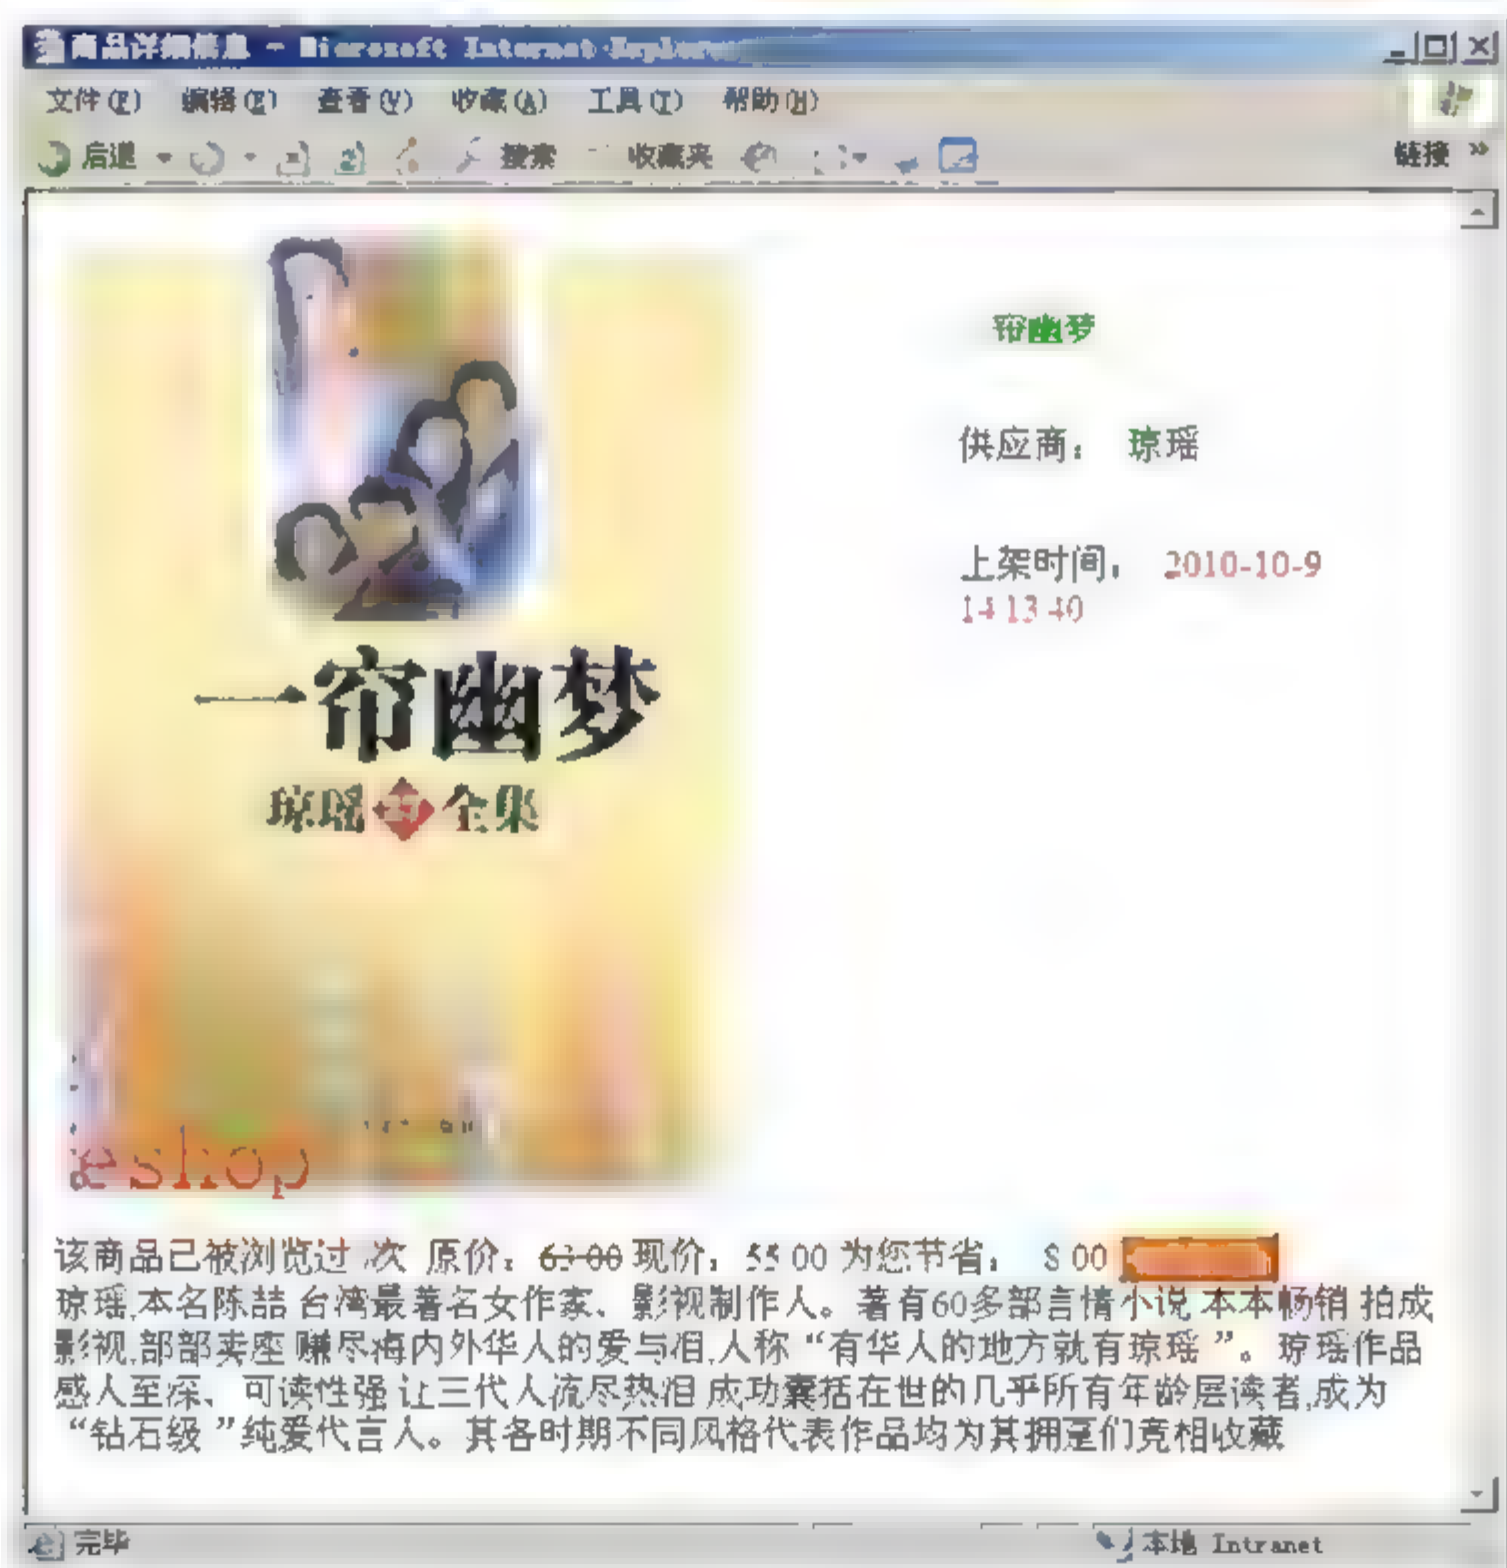 商品详细信息 - Microsoft Internet Explorer
文件(F) 编辑(E) 查看(V) 收藏(A) 工具(T) 帮助(H)
后退 搜索 收藏夹 链接 »
帘幽梦
供应商： 琼瑶
上架时间： 2010-10-9
14 13 40
一帘幽梦
琼瑶 全集
eshop
该商品已被浏览过 次 原价：63 00 现价：55 00 为您节省： 8 00
琼瑶,本名陈喆 台湾最著名女作家、影视制作人。著有60多部言情小说 本本畅销 拍成
影视,部部卖座 赚尽海内外华人的爱与泪,人称“有华人的地方就有琼瑶”。琼瑶作品
感人至深、可读性强 让三代人流尽热泪 成功囊括在世的几乎所有年龄层读者,成为
“钻石级”纯爱代言人。其各时期不同风格代表作品均为其拥趸们竞相收藏
完毕 本地 Intranet